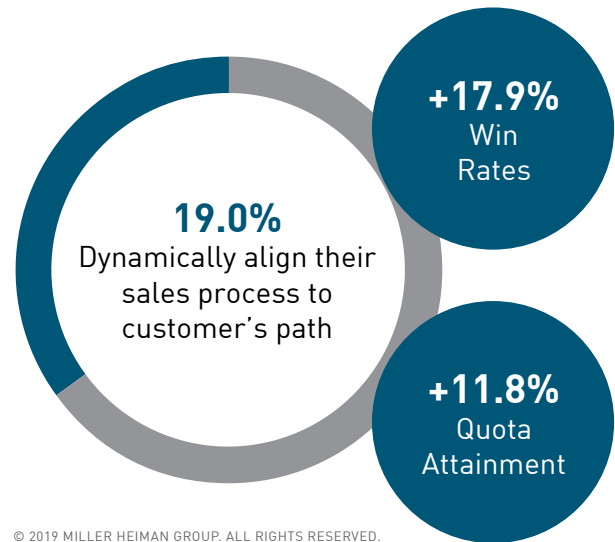 19.0%
Dynamically align their
sales process to
customer’s path
+17.9%
Win
Rates
+11.8%
Quota
Attainment
© 2019 MILLER HEIMAN GROUP. ALL RIGHTS RESERVED.